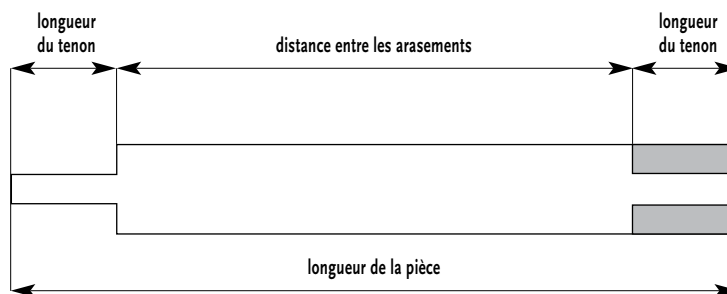 longueur
du tenon
distance entre les arasements
longueur
du tenon
longueur de la pièce